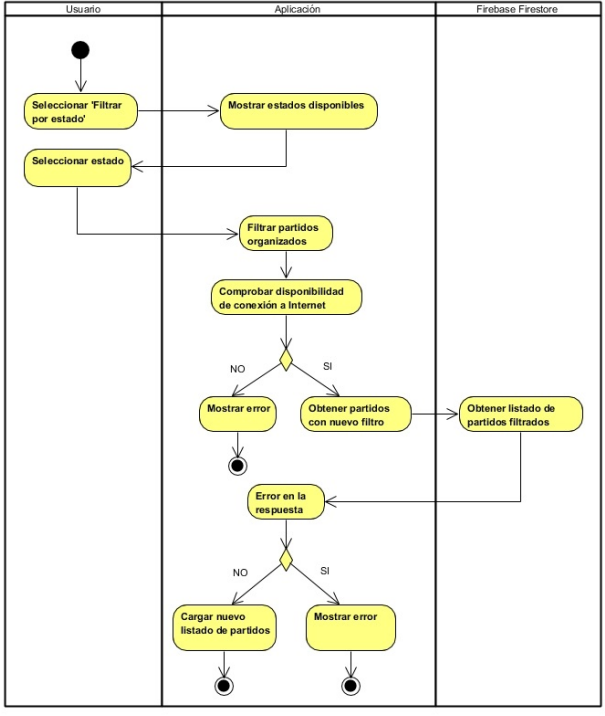 Usuario
Aplicación
Firebase Firestore
Seleccionar 'Filtrar
por estado'
Mostrar estados disponibles
Seleccionar estado
Filtrar partidos
organizados
Comprobar disponibilidad
de conexión a Internet
NO
SI
Mostrar error
Obtener partidos
con nuevo filtro
Obtener listado de
partidos filtrados
Error en la
respuesta
NO
SI
Cargar nuevo
listado de partidos
Mostrar error